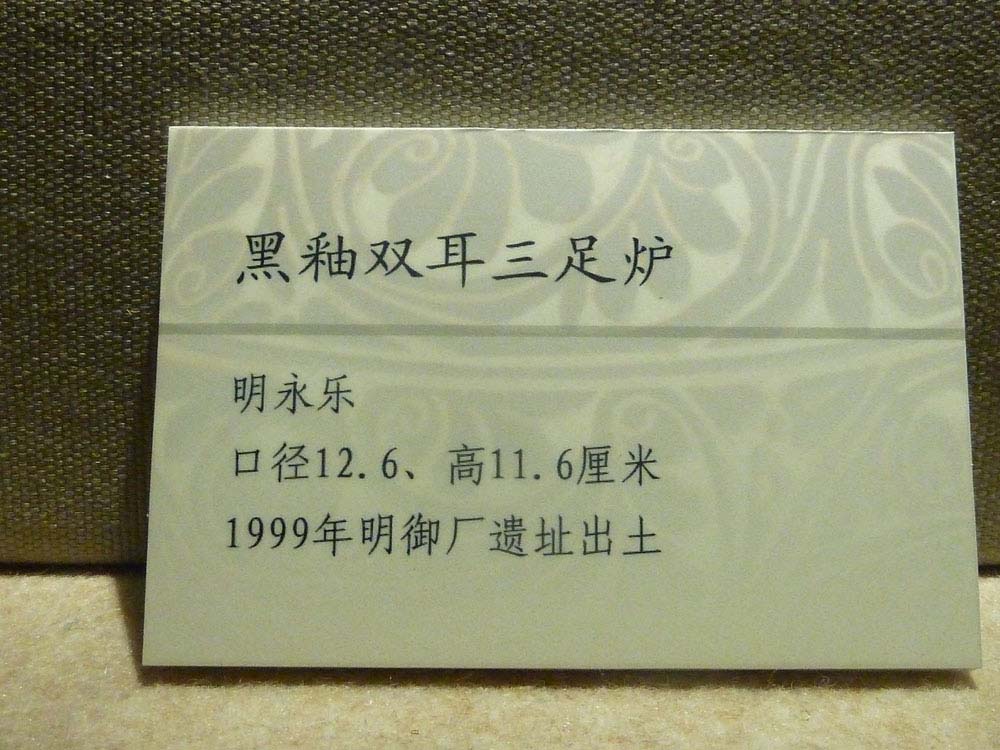 黑釉双耳三足炉
明永乐
口径12.6、高11.6厘米
1999年明御厂遗址出土